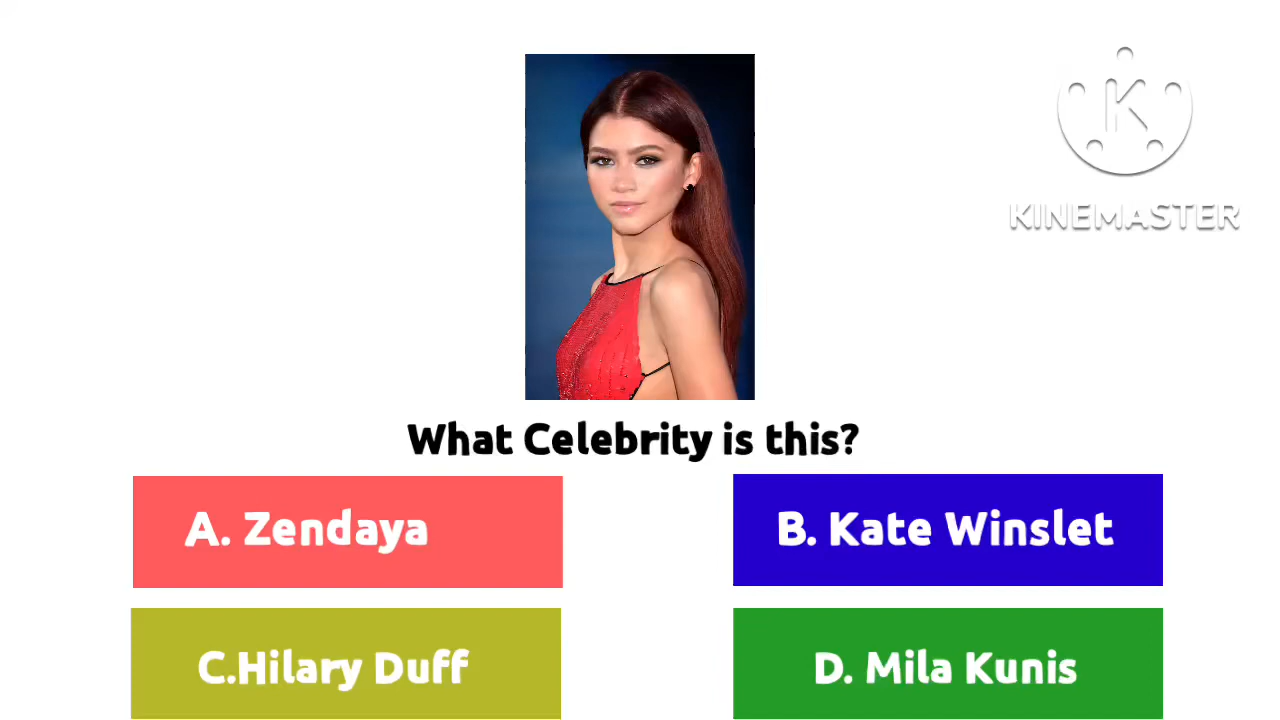 K
KINEMASTER
What Celebrity is this?
A. Zendaya
B. Kate Winslet
C.Hilary Duff
D. Mila Kunis